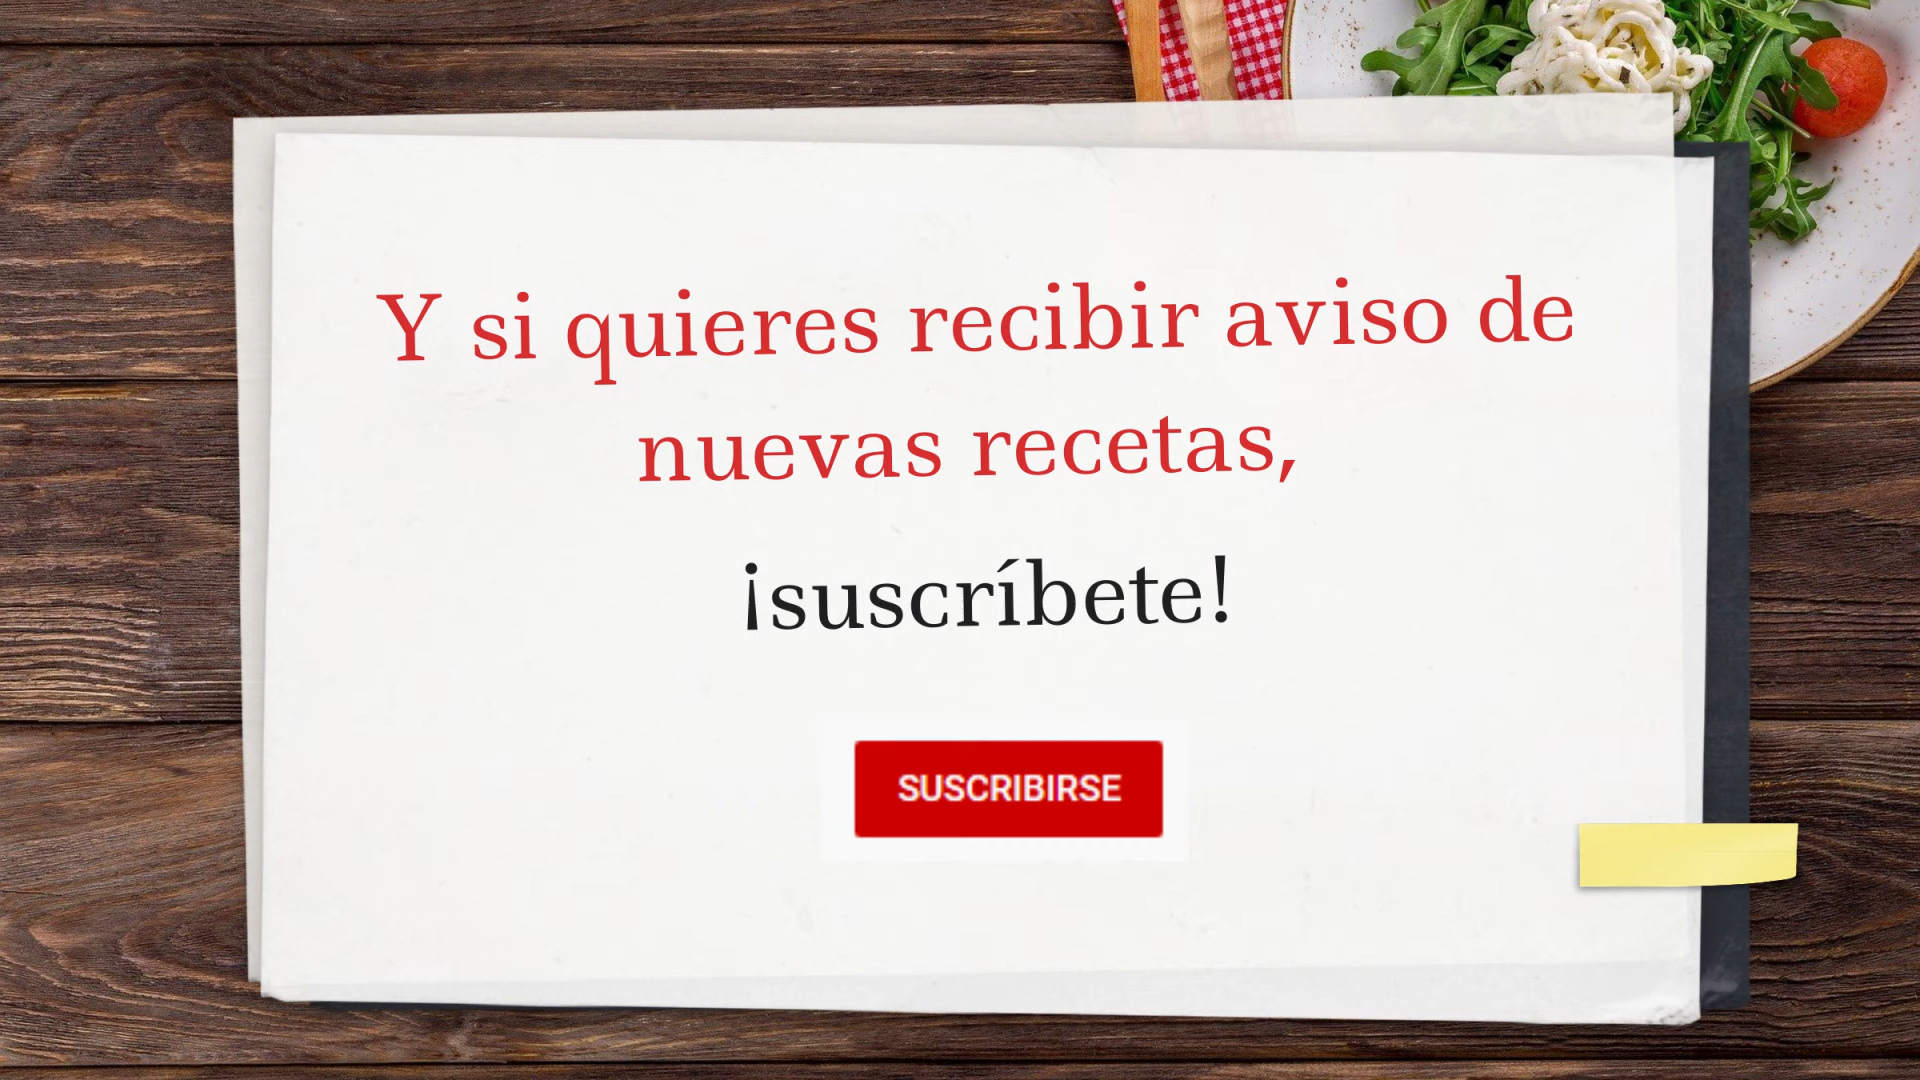 Y si quieres recibir aviso de
nuevas recetas,
¡suscríbete!
SUSCRIBIRSE